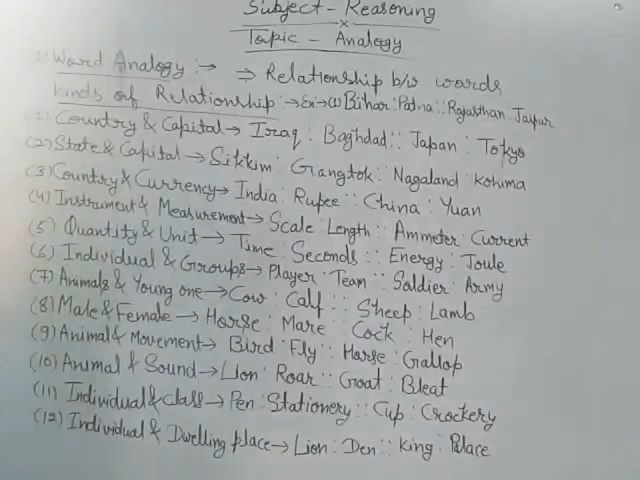 Subject - Reasoning
×
Topic - Analogy
1) Word Analogy :→ ⇒ Relationship b/w words
kinds of Relationship :→ Ex→(1) Bihar : Patna :: Rajasthan : Jaipur
(1) Country & Capital → Iraq : Baghdad :: Japan : Tokyo
(2) State & Capital → Sikkim : Gangtok : Nagaland Kohima
(3) Country & Currency → India : Rupee :: China : Yuan
(4) Instrument & Measurement → Scale Length :: Ammeter Current
(5) Quantity & Unit → Time : Seconds :: Energy : Joule
(6) Individual & Groups → Player : Team :: Soldier : Army
(7) Animals & Young one → Cow : Calf :: Sheep : Lamb
(8) Male & Female → Horse : Mare :: Cock : Hen
(9) Animal & Movement → Bird : Fly :: Horse : Gallop
(10) Animal & Sound → Lion : Roar :: Goat : Bleat
(11) Individual & class → Pen : Stationery :: Cup : Crockery
(12) Individual & Dwelling place → Lion : Den :: King : Palace